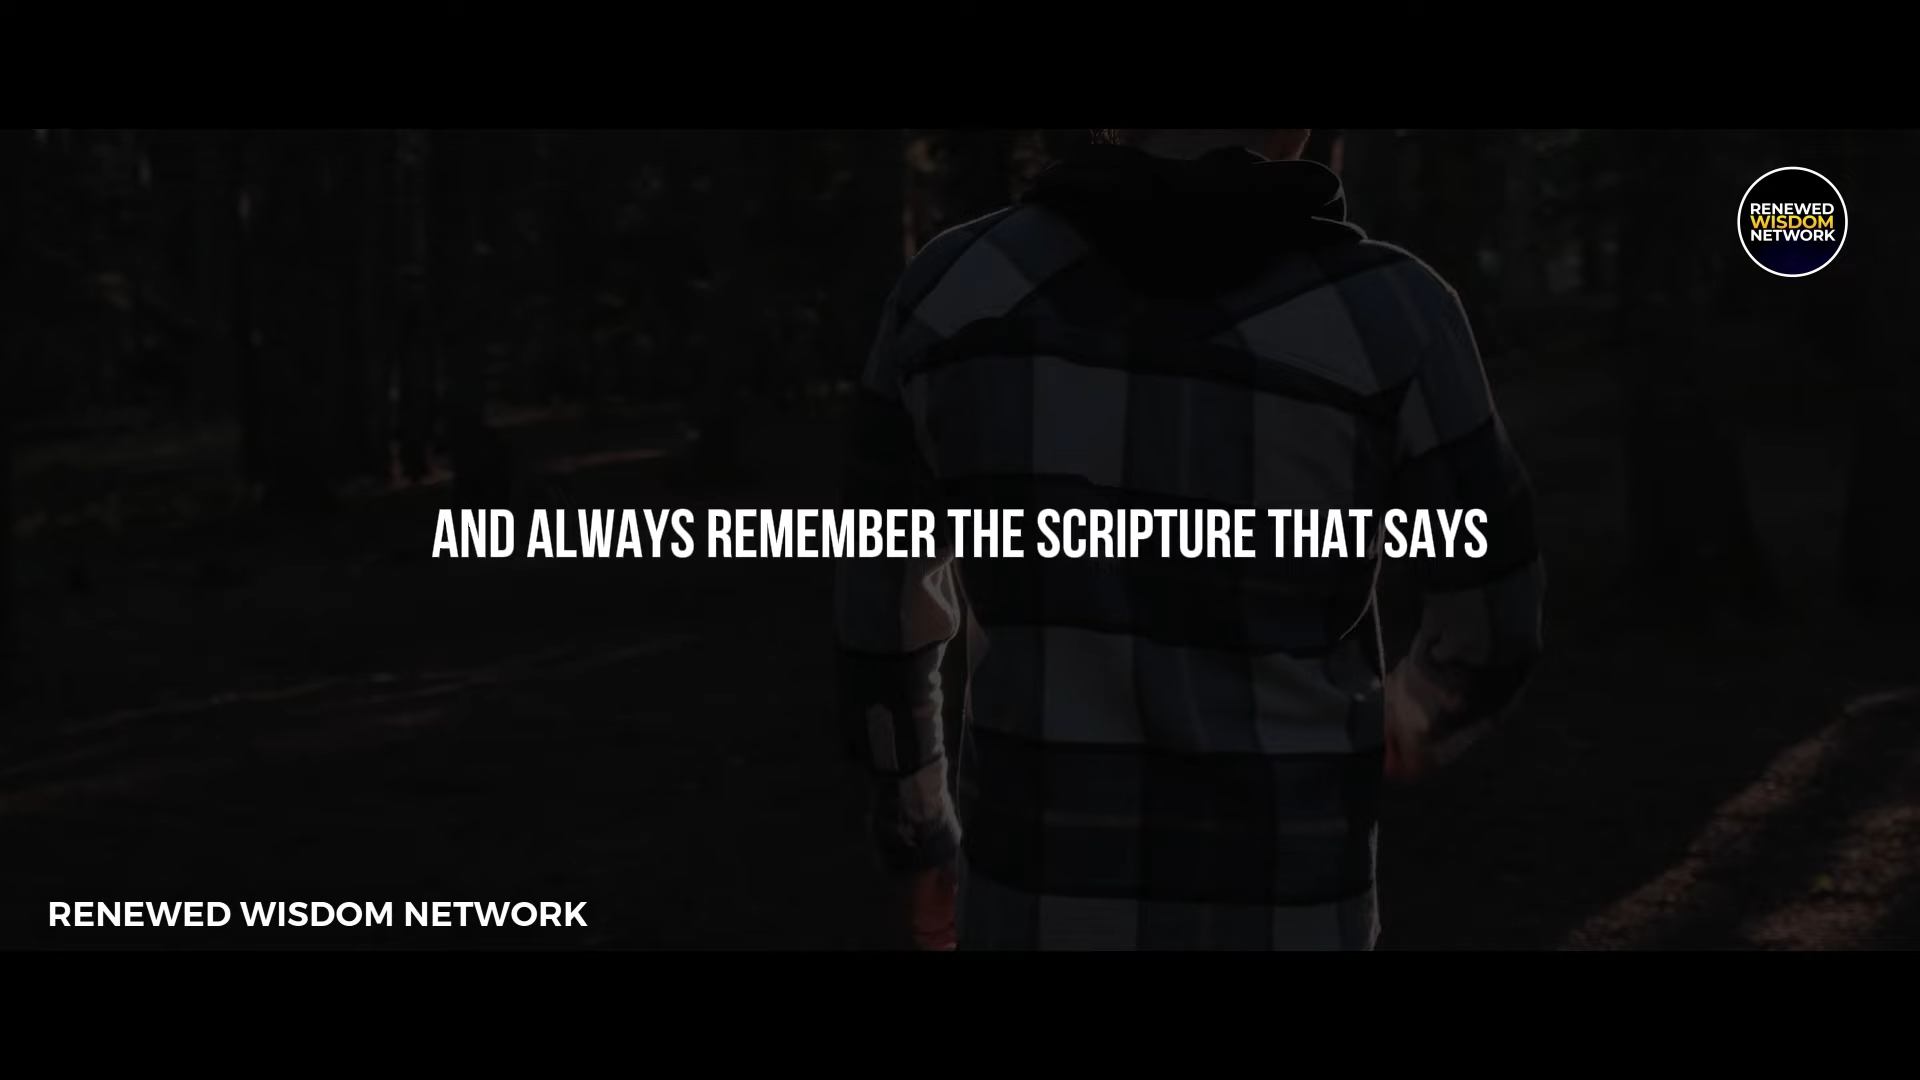 RENEWED
WISDOM
NETWORK
AND ALWAYS REMEMBER THE SCRIPTURE THAT SAYS
RENEWED WISDOM NETWORK